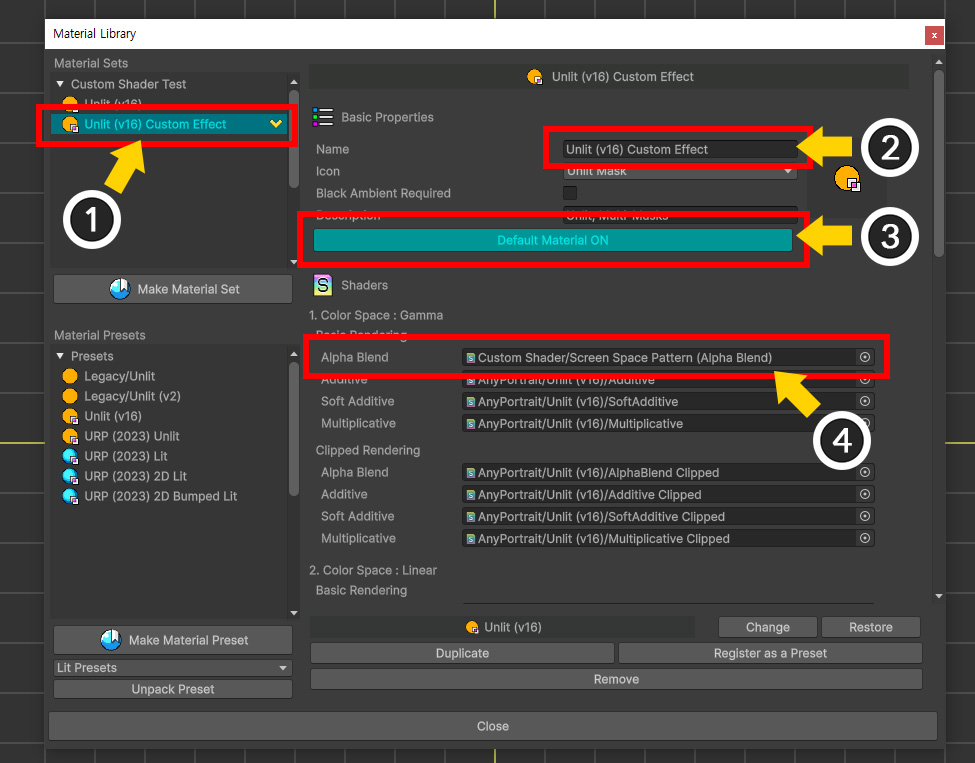 Material Library
x
Material Sets
Custom Shader Test
Unlit (v16)
Unlit (v16) Custom Effect
1
Make Material Set
Material Presets
Presets
Legacy/Unlit
Legacy/Unlit (v2)
Unlit (v16)
URP (2023) Unlit
URP (2023) Lit
URP (2023) 2D Lit
URP (2023) 2D Bumped Lit
Make Material Preset
Lit Presets
Unpack Preset
Unlit (v16) Custom Effect
Basic Properties
Name Unlit (v16) Custom Effect
2
Icon Unlit Mask
Black Ambient Required
Description Unlit, Multi-Masks
Default Material ON
3
S Shaders
1. Color Space : Gamma
Basic Rendering
Alpha Blend Custom Shader/Screen Space Pattern (Alpha Blend)
Additive AnyPortrait/Unlit (v16)/Additive
Soft Additive AnyPortrait/Unlit (v16)/SoftAdditive
Multiplicative AnyPortrait/Unlit (v16)/Multiplicative
4
Clipped Rendering
Alpha Blend AnyPortrait/Unlit (v16)/AlphaBlend Clipped
Additive AnyPortrait/Unlit (v16)/Additive Clipped
Soft Additive AnyPortrait/Unlit (v16)/SoftAdditive Clipped
Multiplicative AnyPortrait/Unlit (v16)/Multiplicative Clipped
2. Color Space : Linear
Basic Rendering
Unlit (v16) Change Restore
Duplicate Register as a Preset
Remove
Close